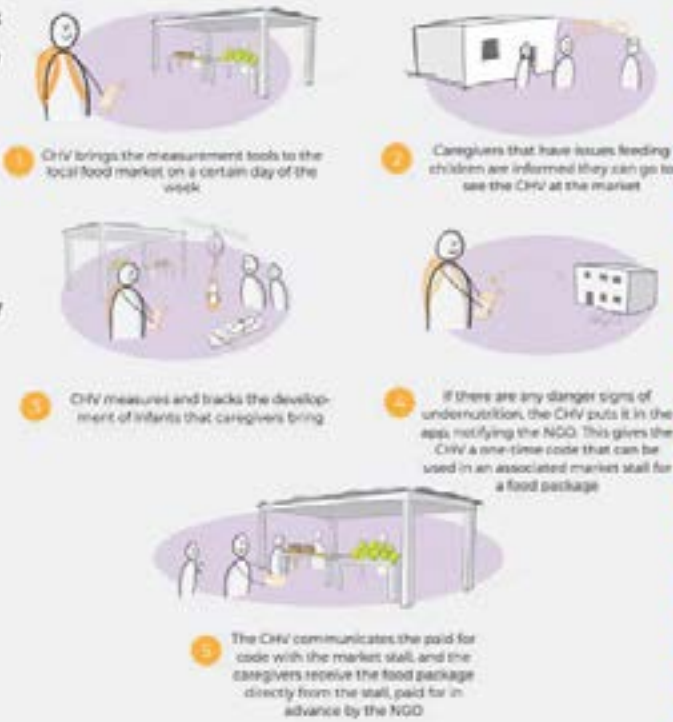 1
CHV brings the measurement tools to the
local food market on a certain day of the
week
2
Caregivers that have issues feeding
children are informed they can go to
see the CHV at the market
3
CHV measures and tracks the develop-
ment of infants that caregivers bring
4
If there are any danger signs of
undernutrition, the CHV puts it in the
app, notifying the NGO. This gives the
CHV a one-time code that can be
used in an associated market stall for
a food package
5
The CHV communicates the paid for
code with the market stall, and the
caregivers receive the food package
directly from the stall, paid for in
advance by the NGO